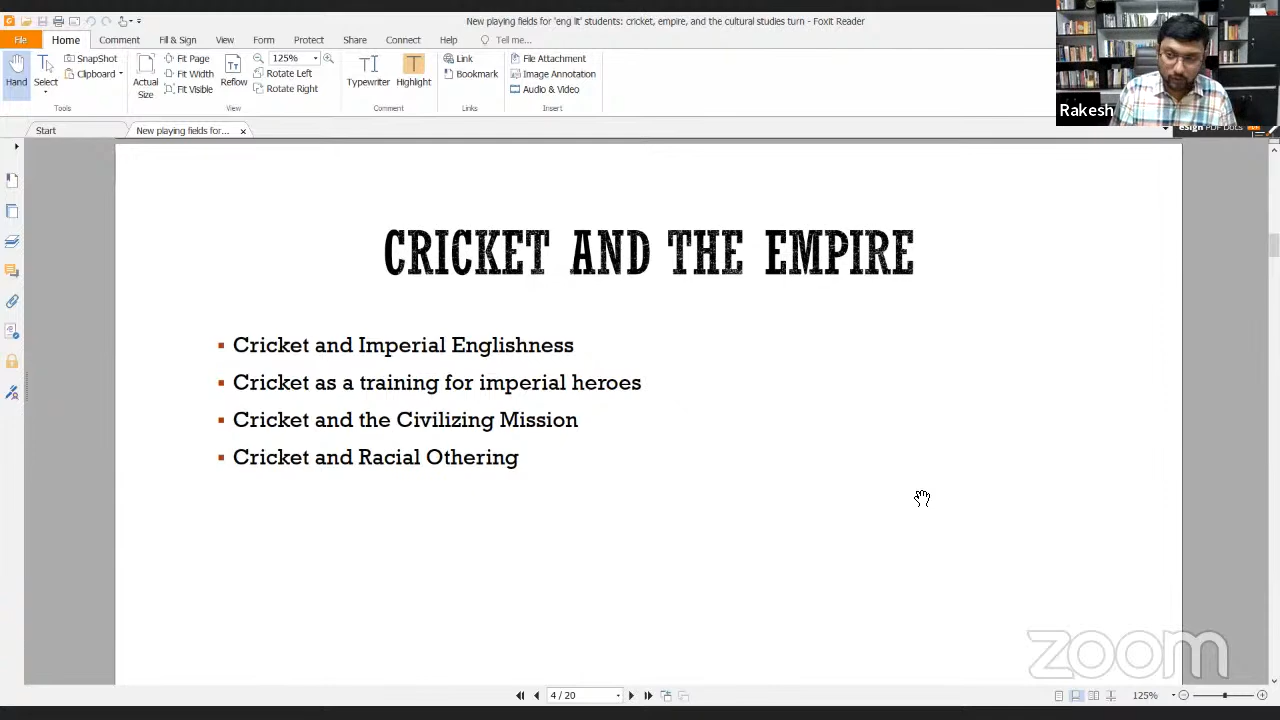 New playing fields for 'eng lit' students: cricket, empire, and the cultural studies turn - Foxit Reader
File Home Comment Fill & Sign View Form Protect Share Connect Help Tell me...
Hand
Select
SnapShot
Clipboard
Tools
Actual Size
Fit Page
Fit Width
Fit Visible
Reflow
125%
Rotate Left
Rotate Right
View
Typewriter
Highlight
Comment
Link
Bookmark
Links
File Attachment
Image Annotation
Audio & Video
Insert
Rakesh
eSign PDF Docs
Start
New playing fields for...
CRICKET AND THE EMPIRE
▪ Cricket and Imperial Englishness
▪ Cricket as a training for imperial heroes
▪ Cricket and the Civilizing Mission
▪ Cricket and Racial Othering
zoom
4 / 20
125%